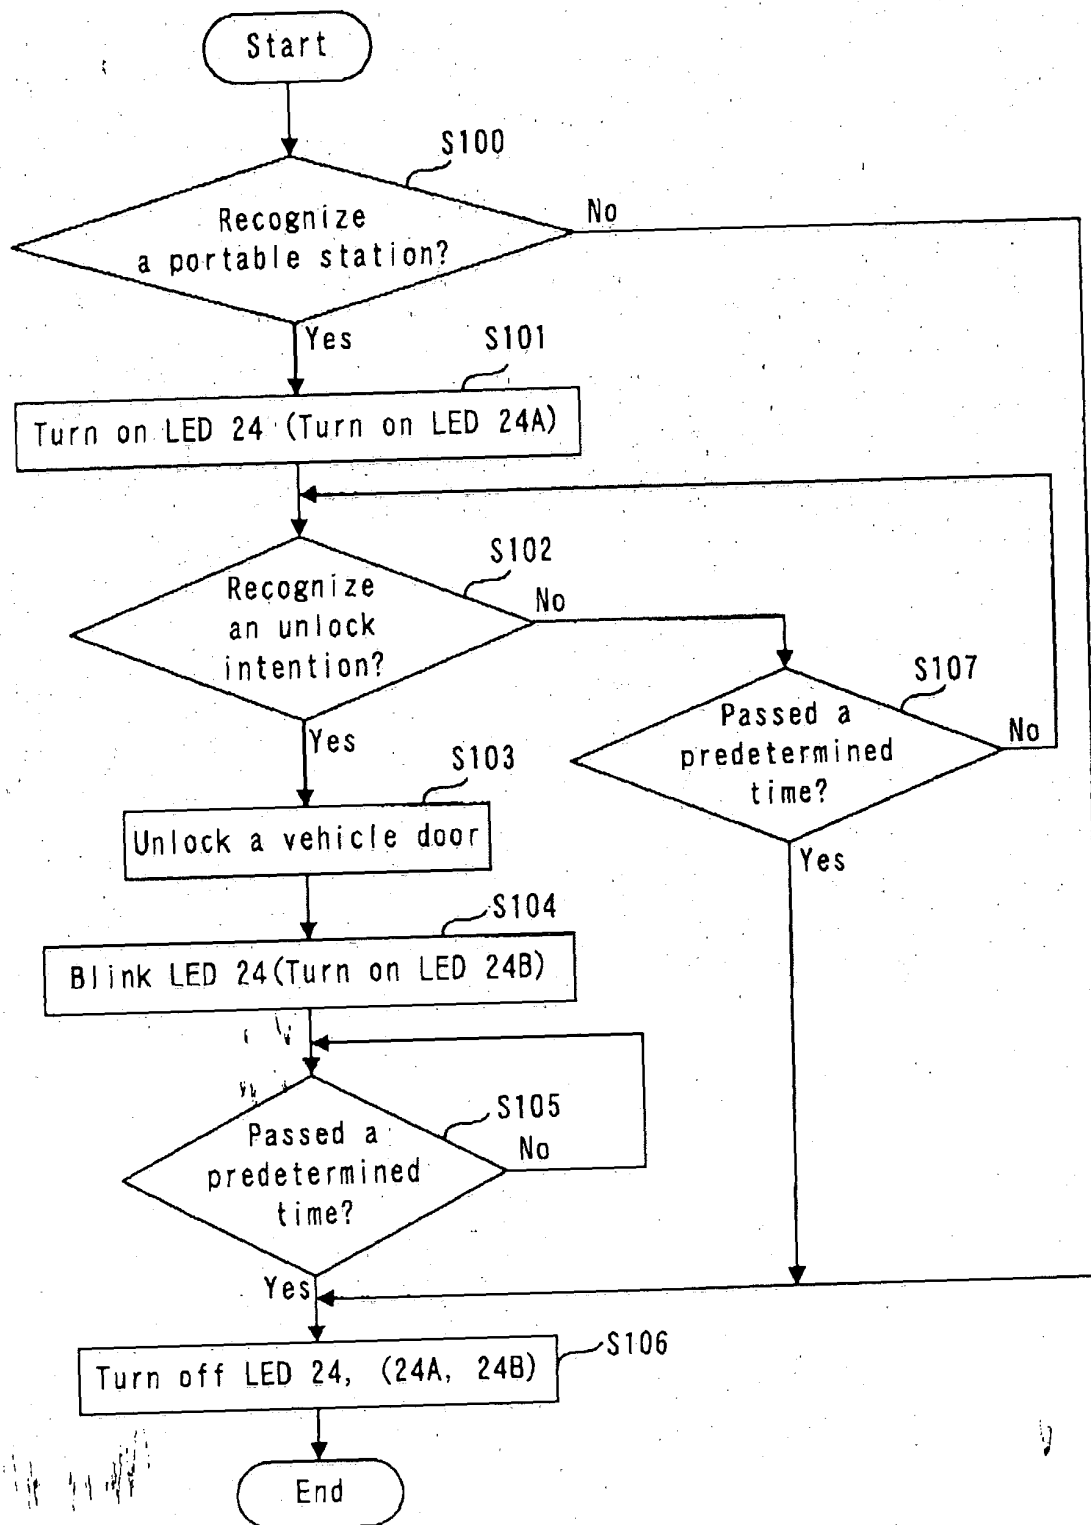 Start
S100
Recognize
a portable station?
No
Yes
S101
Turn on LED 24 (Turn on LED 24A)
S102
Recognize
an unlock
intention?
No
S107
Passed a
predetermined
time?
No
Yes
Yes
S103
Unlock a vehicle door
S104
Blink LED 24(Turn on LED 24B)
S105
Passed a
predetermined
time?
No
Yes
S106
Turn off LED 24, (24A, 24B)
End